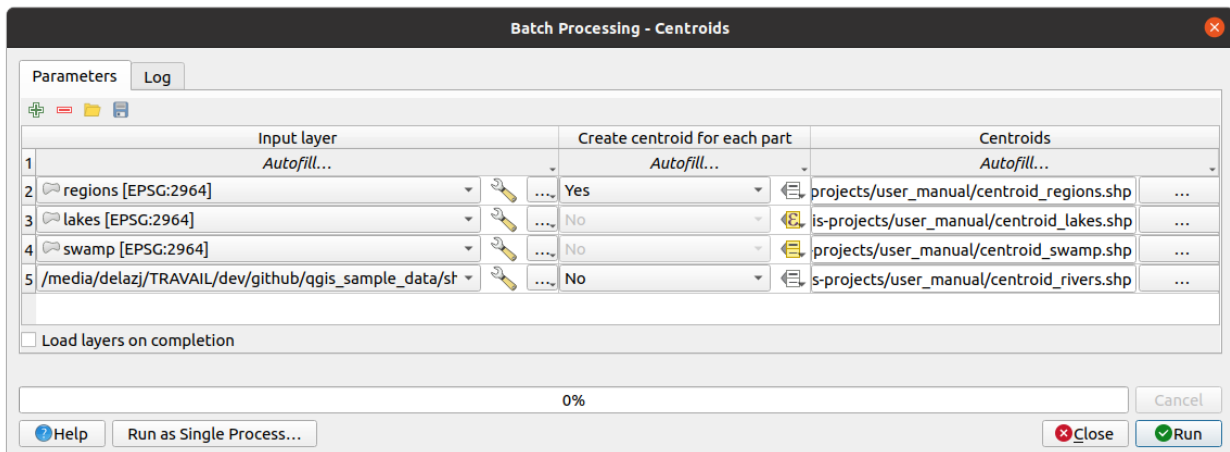 Batch Processing - Centroids
Parameters Log
Input layer Create centroid for each part Centroids
1 Autofill... Autofill... Autofill...
2 regions [EPSG:2964] ... Yes projects/user_manual/centroid_regions.shp ...
3 lakes [EPSG:2964] ... No ε is-projects/user_manual/centroid_lakes.shp ...
4 swamp [EPSG:2964] ... No projects/user_manual/centroid_swamp.shp ...
5 /media/delazj/TRAVAIL/dev/github/qgis_sample_data/sh ... No s-projects/user_manual/centroid_rivers.shp ...
Load layers on completion
0% Cancel
Help Run as Single Process... Close Run